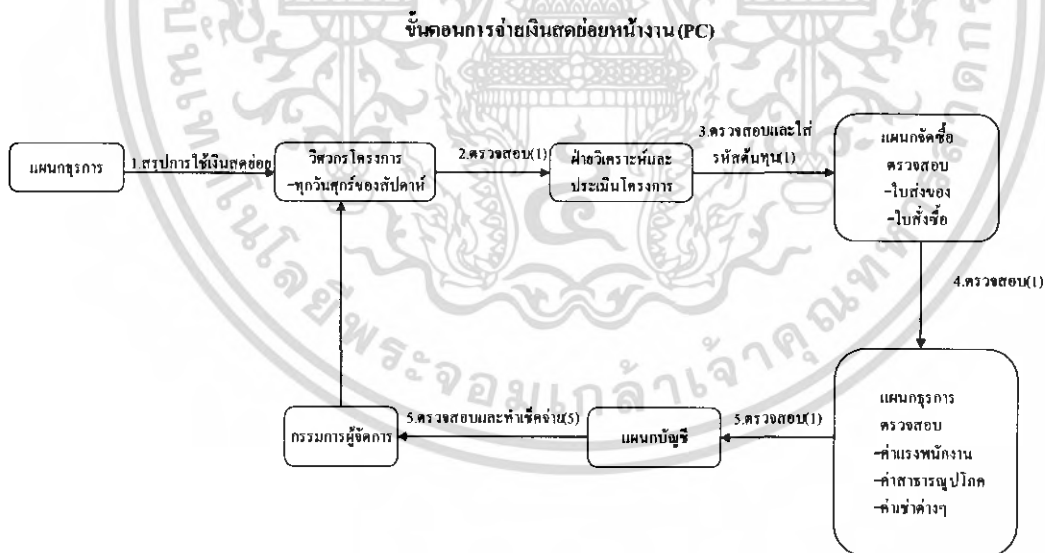 ขั้นตอนการจ่ายเงินสดย่อยหน้างาน (PC)
แผนกธุรการ
1.สรุปการใช้เงินสดย่อย
วิศวกรโครงการ
-ทุกวันศุกร์ของสัปดาห์
2.ตรวจสอบ(1)
ฝ่ายวิเคราะห์และ
ประเมินโครงการ
3.ตรวจสอบและใส่
รหัสต้นทุน(1)
แผนกจัดซื้อ
ตรวจสอบ
-ใบส่งของ
-ใบสั่งซื้อ
4.ตรวจสอบ(1)
แผนกธุรการ
ตรวจสอบ
-ค่าแรงพนักงาน
-ค่าสาธารณูปโภค
-ค่าเช่าต่างๆ
5.ตรวจสอบ(1)
แผนกบัญชี
5.ตรวจสอบและทำเช็คจ่าย(5)
กรรมการผู้จัดการ